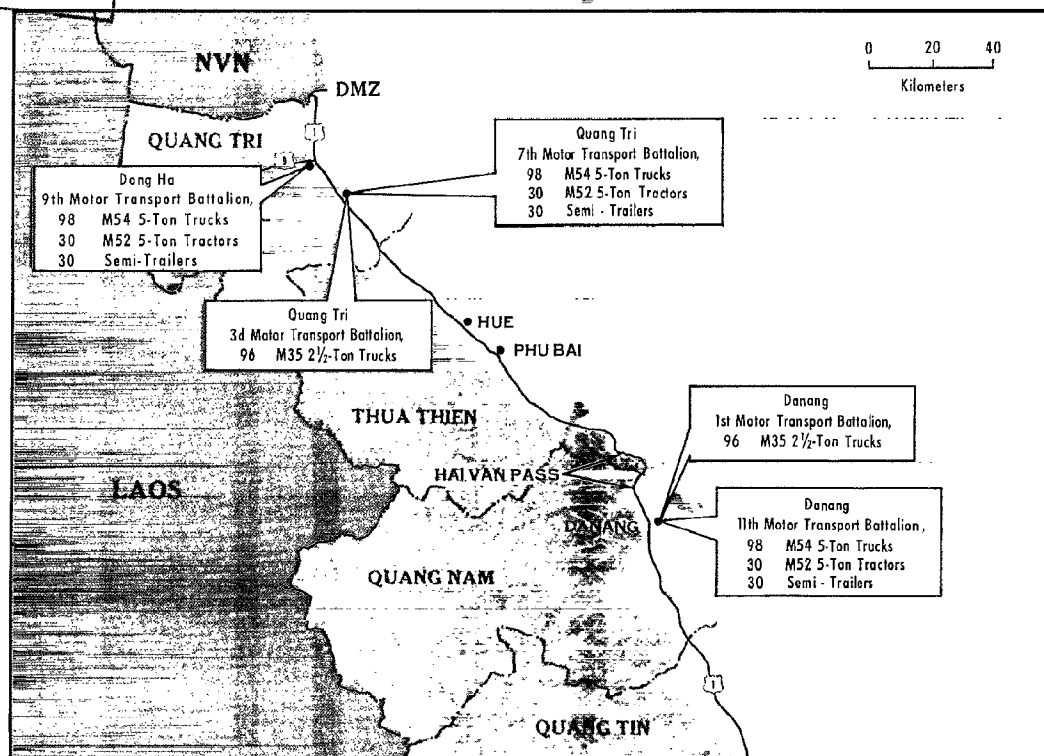 NVN
DMZ
0 20 40
Kilometers
1
QUANG TRI
9
Quang Tri
7th Motor Transport Battalion,
98 M54 5-Ton Trucks
30 M52 5-Ton Tractors
30 Semi - Trailers
Dong Ha
9th Motor Transport Battalion,
98 M54 5-Ton Trucks
30 M52 5-Ton Tractors
30 Semi-Trailers
Quang Tri
3d Motor Transport Battalion,
96 M35 2½-Ton Trucks
HUE
PHU BAI
THUA THIEN
Danang
1st Motor Transport Battalion,
96 M35 2½-Ton Trucks
HAI VAN PASS
LAOS
DANANG
Danang
11th Motor Transport Battalion,
98 M54 5-Ton Trucks
30 M52 5-Ton Tractors
30 Semi - Trailers
QUANG NAM
1
QUANG TIN